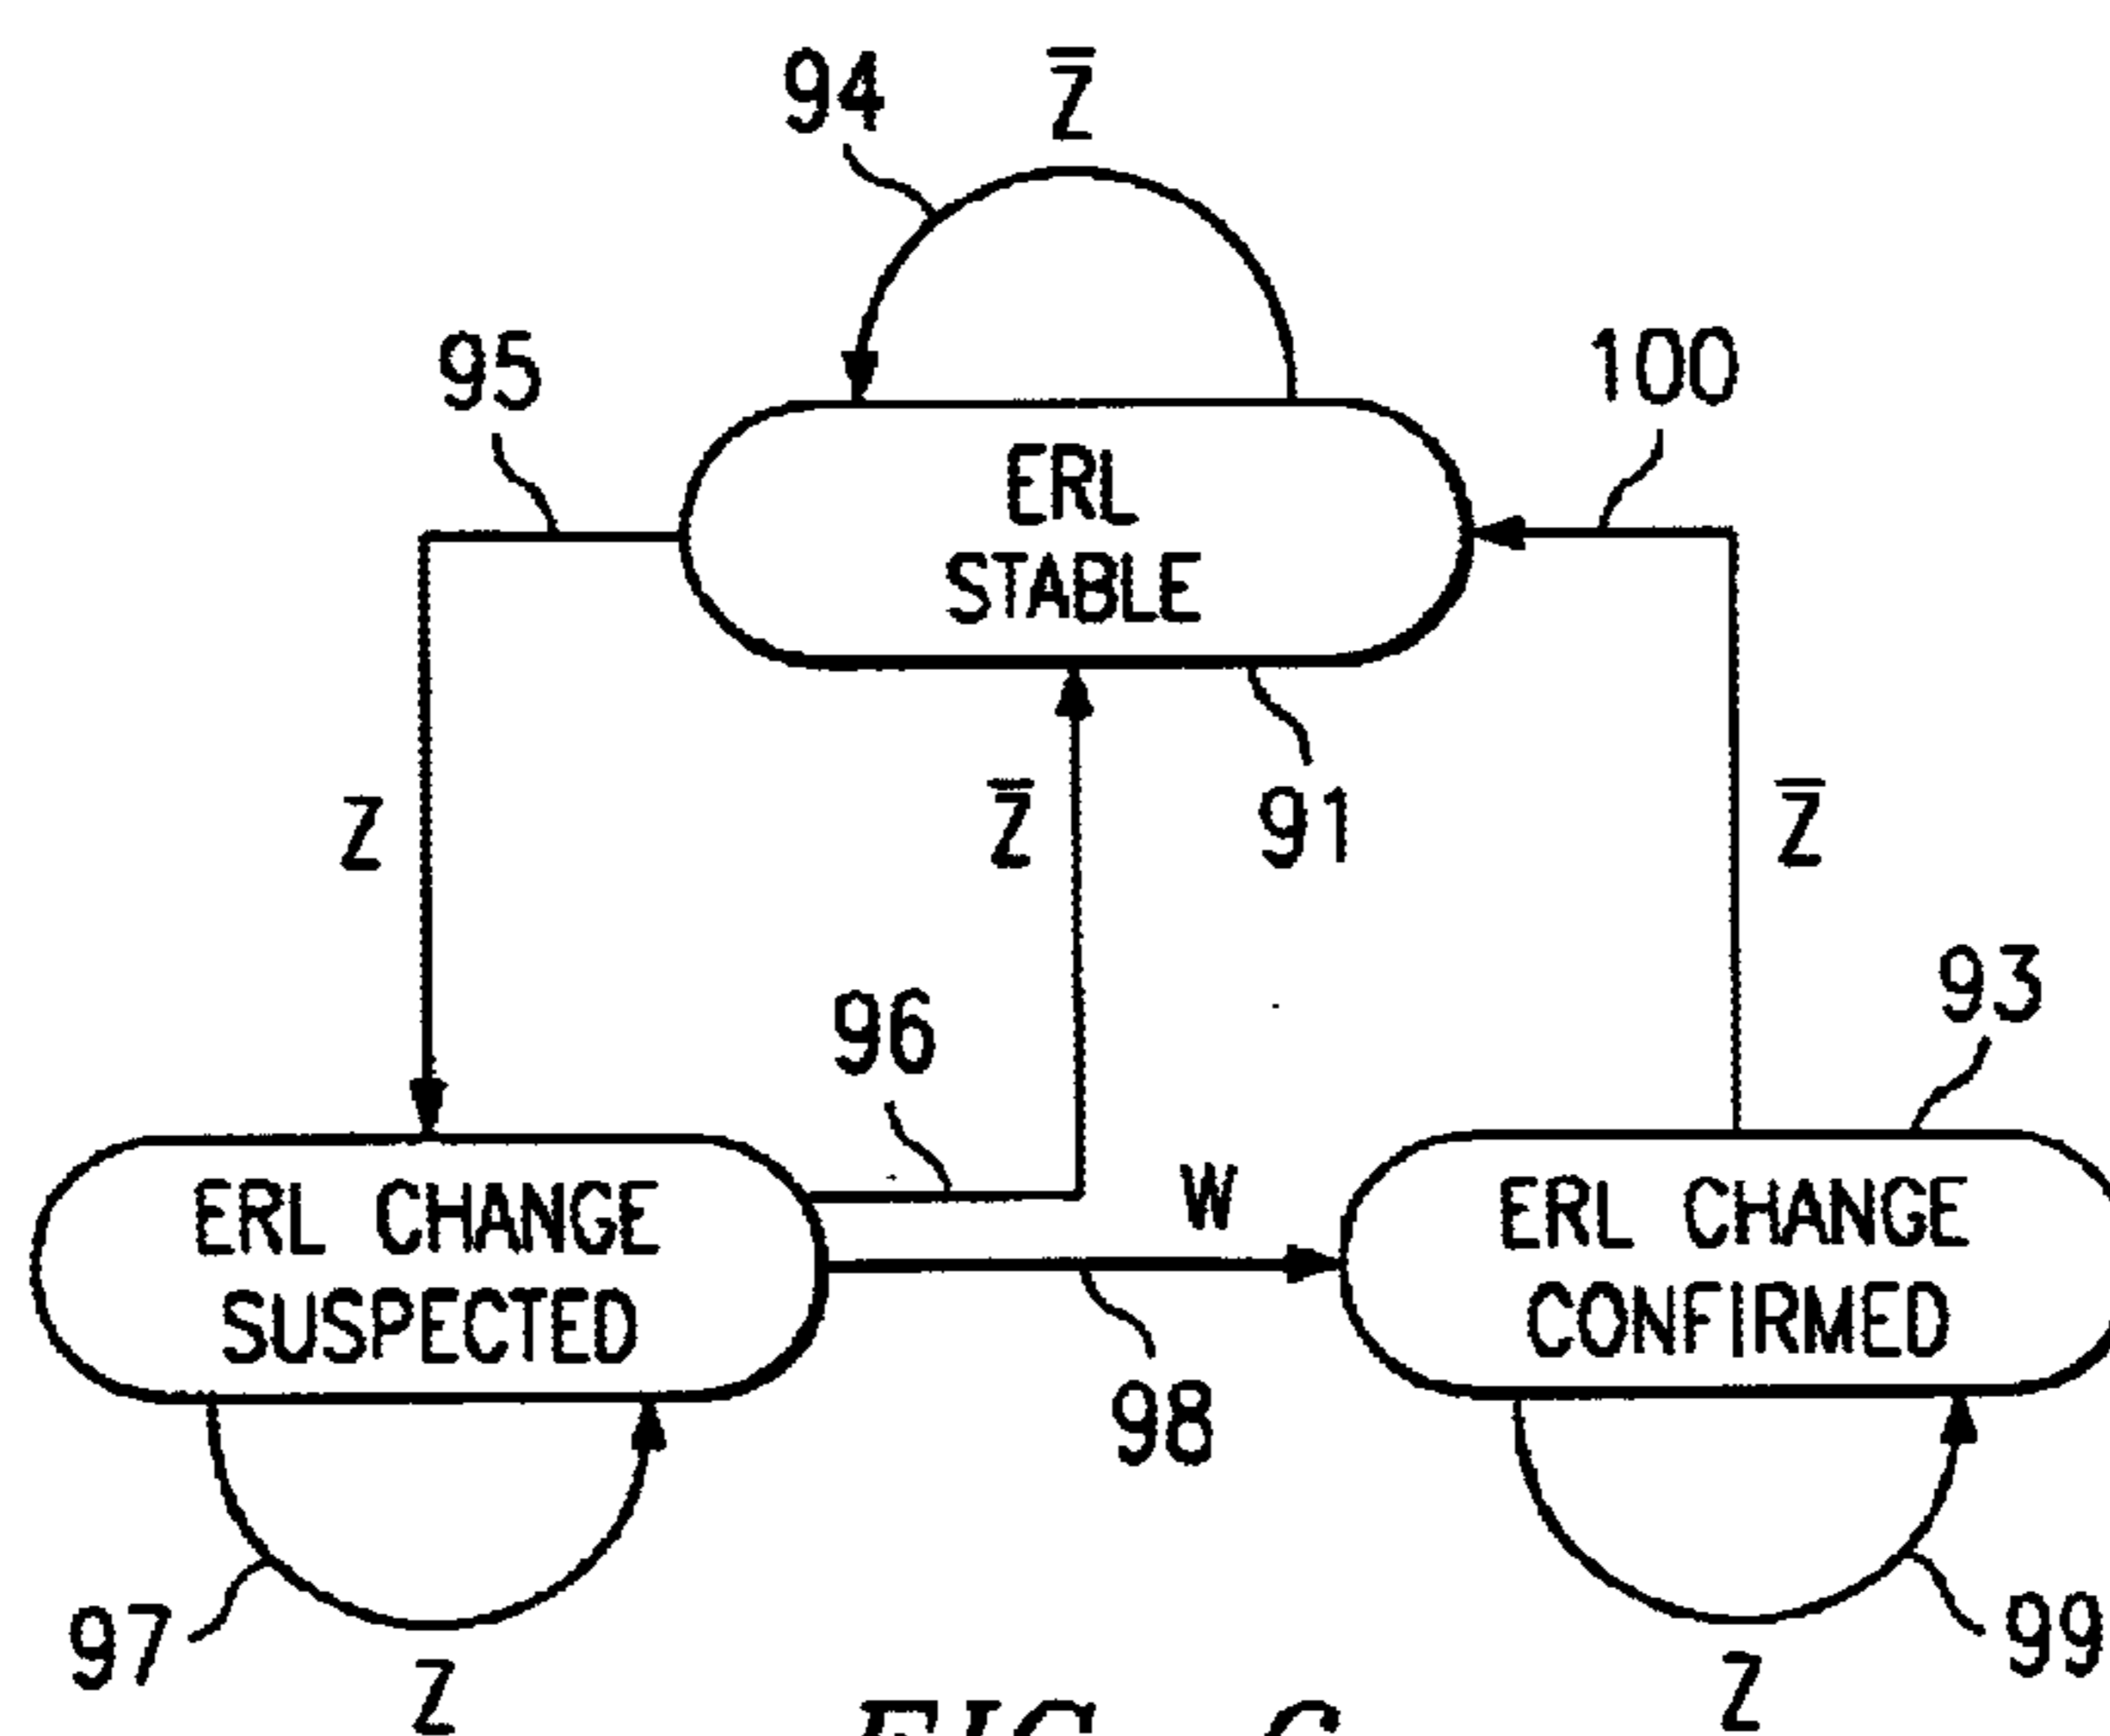 94
Z̅
95
100
ERL
STABLE
Z
Z̅
91
Z̅
93
96
W
ERL CHANGE
SUSPECTED
ERL CHANGE
CONFIRMED
98
97
99
Z
Z